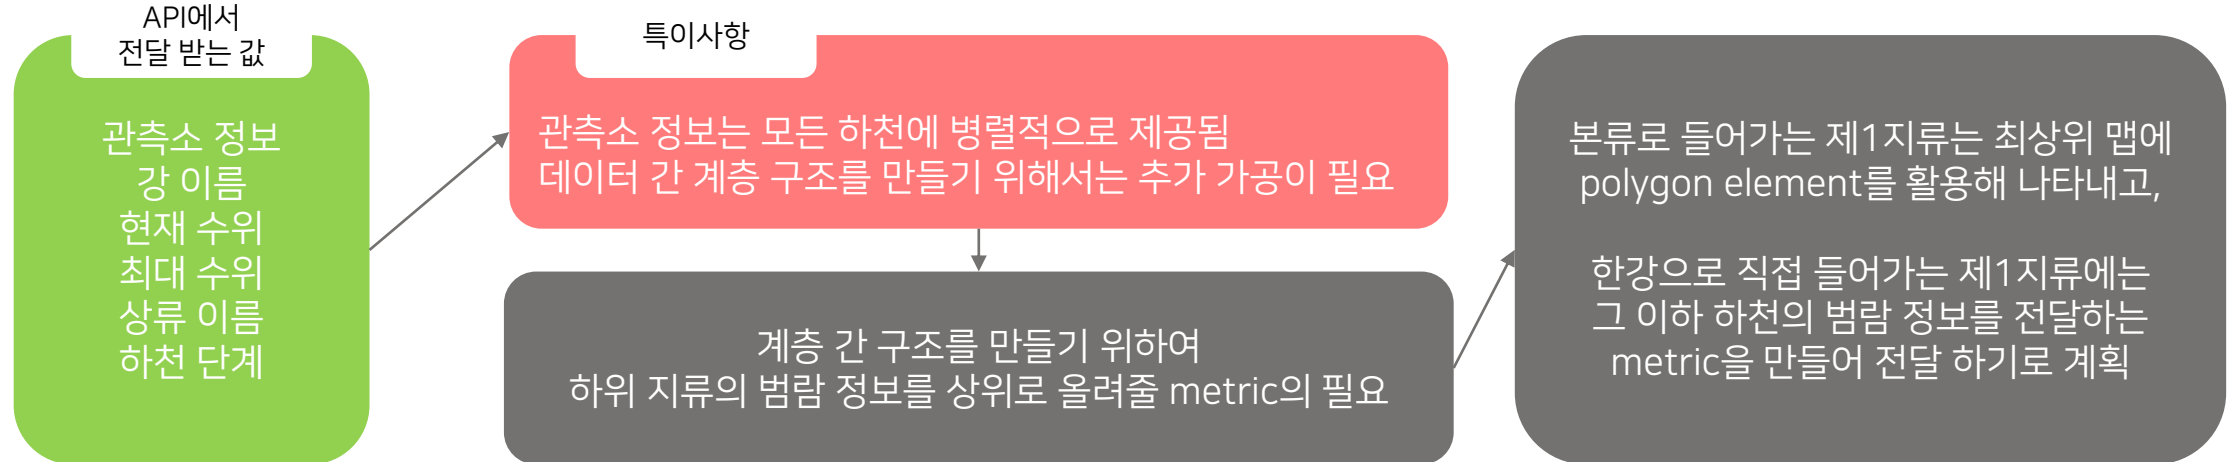 API에서
전달 받는 값
관측소 정보
강 이름
현재 수위
최대 수위
상류 이름
하천 단계
특이사항
관측소 정보는 모든 하천에 병렬적으로 제공됨
데이터 간 계층 구조를 만들기 위해서는 추가 가공이 필요
계층 간 구조를 만들기 위하여
하위 지류의 범람 정보를 상위로 올려줄 metric의 필요
본류로 들어가는 제1지류는 최상위 맵에
polygon element를 활용해 나타내고,
한강으로 직접 들어가는 제1지류에는
그 이하 하천의 범람 정보를 전달하는
metric을 만들어 전달 하기로 계획